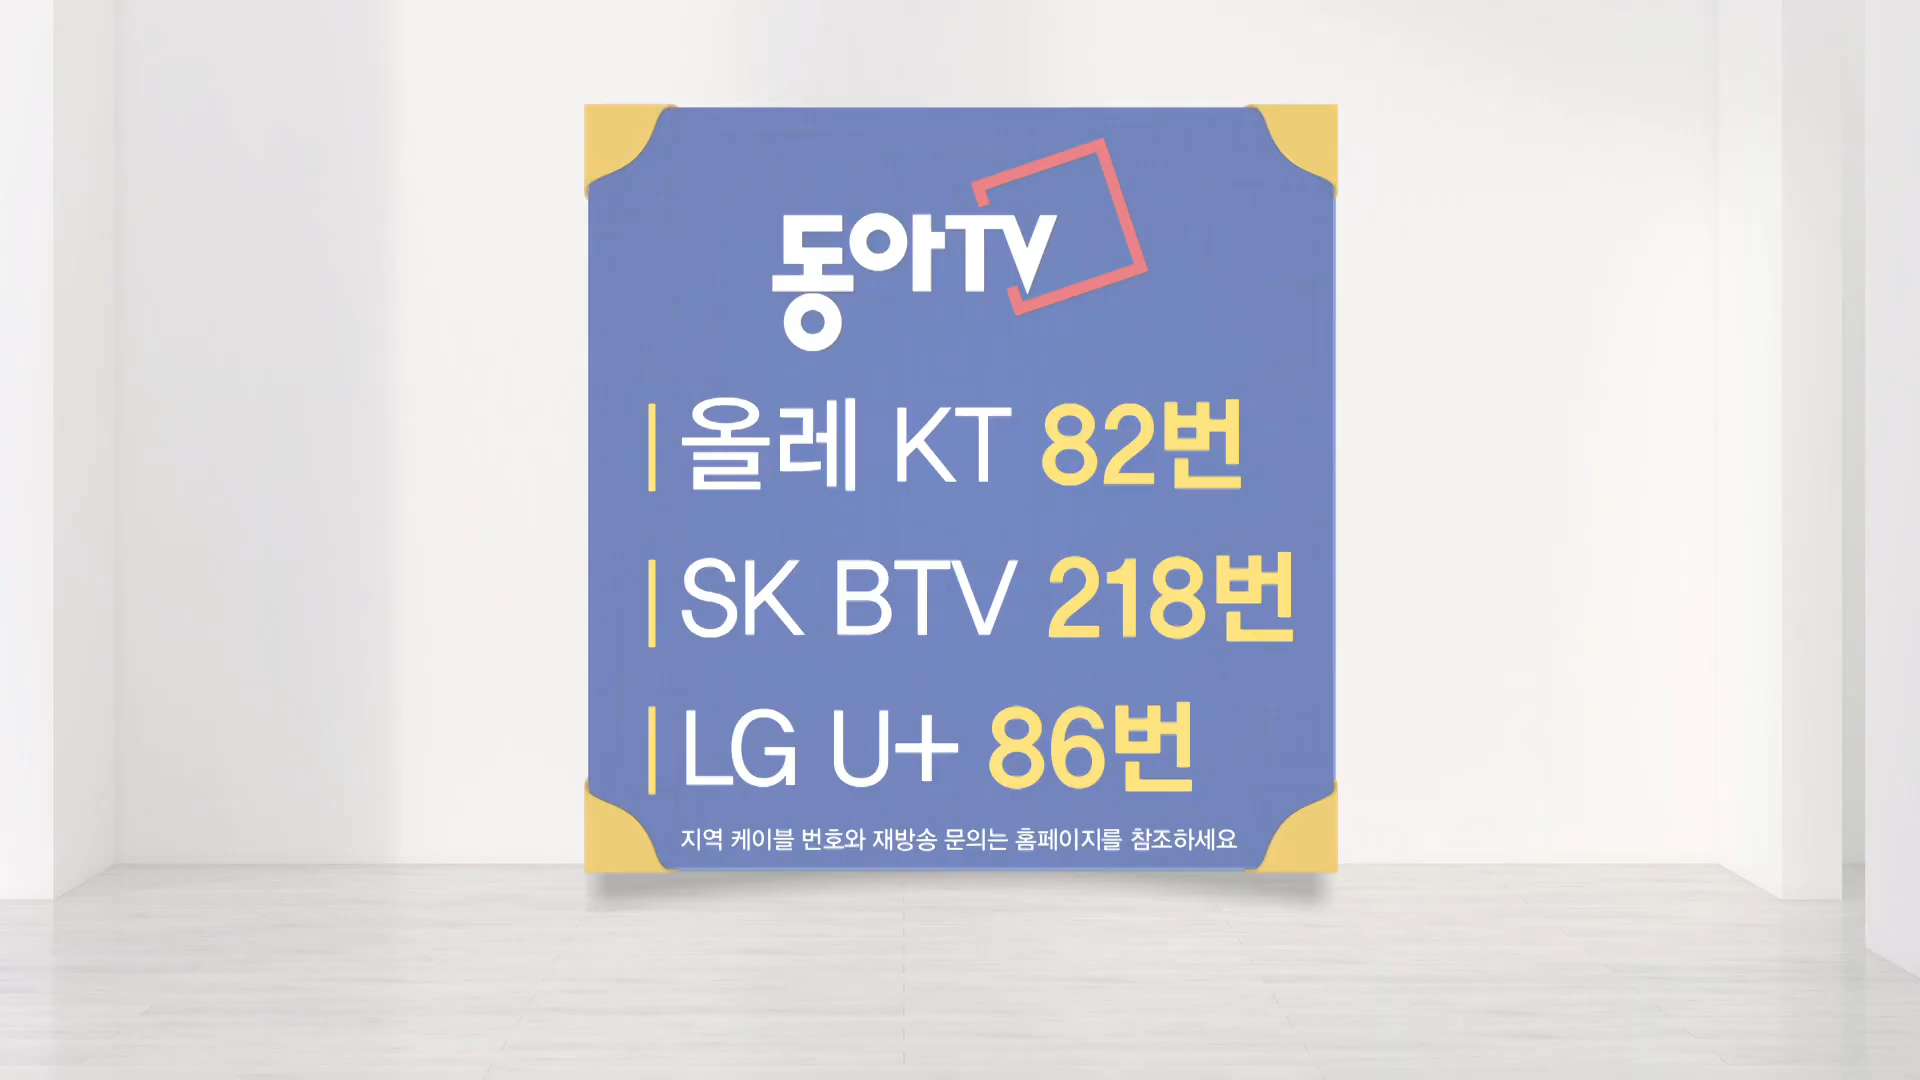 동아TV
올레 KT 82번
SK BTV 218번
LG U+ 86번
지역 케이블 번호와 재방송 문의는 홈페이지를 참조하세요